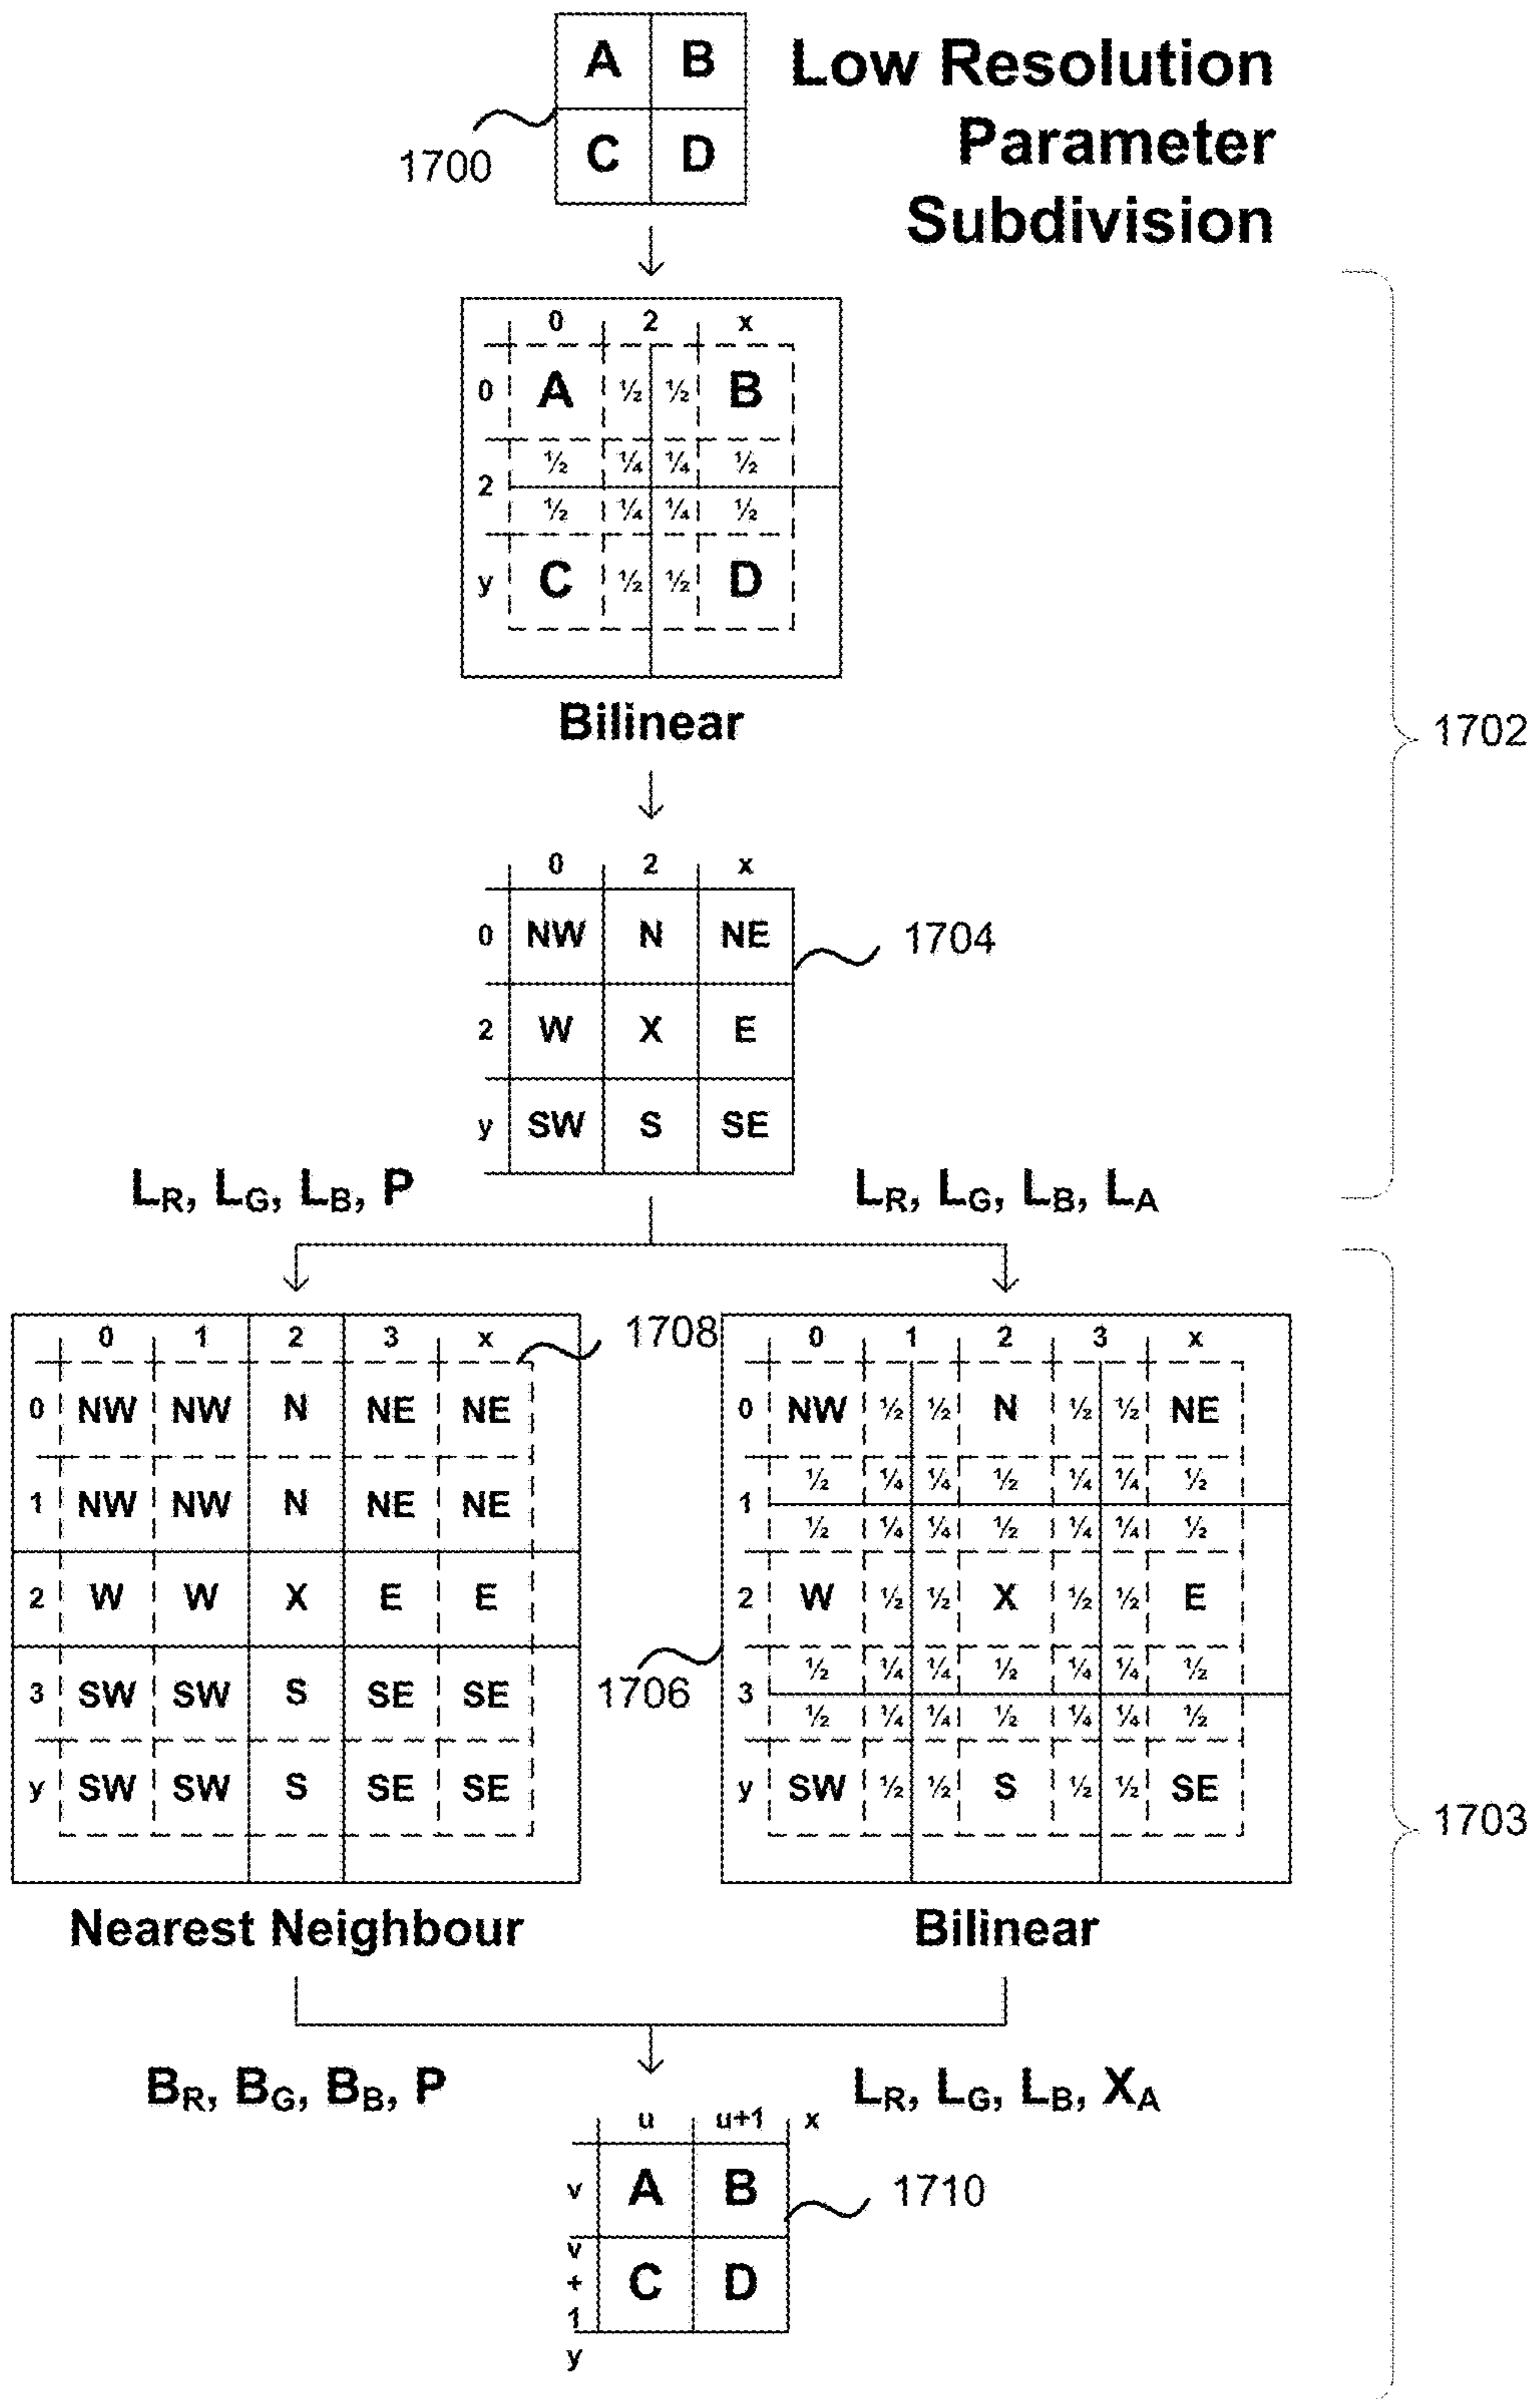 A B
Low Resolution
Parameter
Subdivision
C D
1700
0 2 x
0 A ½ ½ B
½ ¼ ¼ ½
2
½ ¼ ¼ ½
y C ½ ½ D
Bilinear
1702
0 2 x
0 NW N NE
1704
2 W X E
y SW S SE
LR, LG, LB, P
LR, LG, LB, LA
0 1 2 3 x
0 NW NW N NE NE
1 NW NW N NE NE
2 W W X E E
3 SW SW S SE SE
y SW SW S SE SE
Nearest Neighbour
1708
0 1 2 3 x
0 NW ½ ½ N ½ ½ NE
½ ¼ ¼ ½ ¼ ¼ ½
1
½ ¼ ¼ ½ ¼ ¼ ½
2 W ½ ½ X ½ ½ E
½ ¼ ¼ ½ ¼ ¼ ½
3
½ ¼ ¼ ½ ¼ ¼ ½
y SW ½ ½ S ½ ½ SE
1706
Bilinear
1703
BR, BG, BB, P
LR, LG, LB, XA
u u+1 x
v A B
1710
v
+
1
C D
y